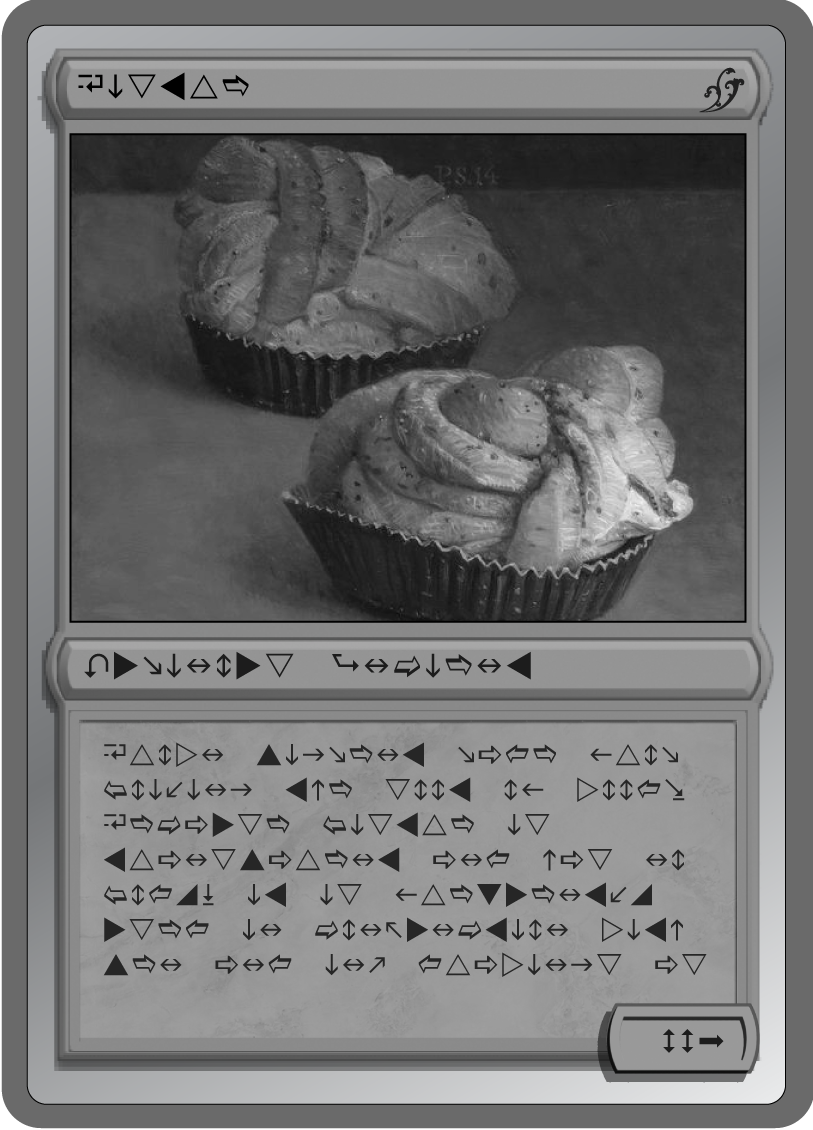 ⮒↓▽◀△⇨
P.S.14
⮌▶↘↓↔↕▶▽ ⮡↔➭↓⇨↔◀
⮒△↕▷↔ ▲↓→↘⇨↔◀ ↘⇨⇦⇨ ←△↕↘
⇦↕↓↙↓↔→ ◀↑⇨ ▽↕↕◀ ↕← ▷↕↕⇦⭸
⮒⇨➭⇨▶▽⇨ ⇦↓▽◀△⇨ ↓▽
◀△⇨↔▽▲⇨△⇨↔◀ ⇨↔⇦ ↑⇨▽ ↔↕
⇦↕⇦◢⤓ ↓◀ ↓▽ ←△⇨▼▶⇨↔◀↙◢
▶▽⇨⇦ ↓↔ ➭↕↔↖▶↔➭◀↓↕↔ ▷↓◀↑
▲⇨↔ ⇨↔⇦ ↓↔↗ ⇦△⇨▷↓↔→▽ ⇨▽
↕↕➡